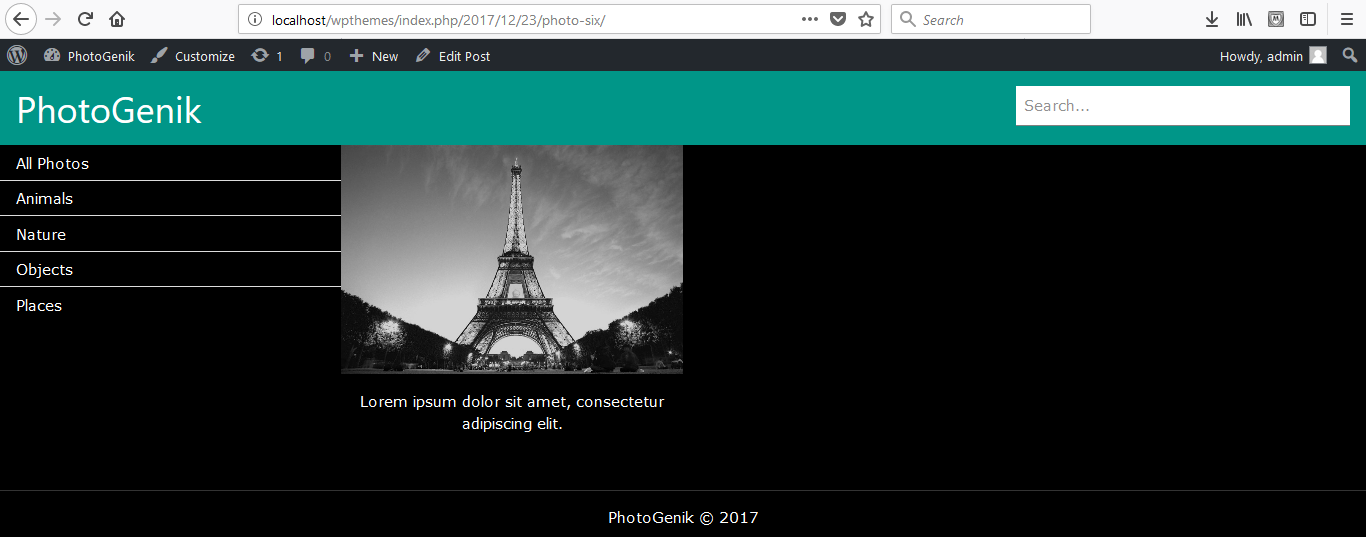 localhost/wpthemes/index.php/2017/12/23/photo-six/
Search
PhotoGenik Customize 1 0 New Edit Post Howdy, admin
PhotoGenik
Search...
All Photos
Animals
Nature
Objects
Places
Lorem ipsum dolor sit amet, consectetur
adipiscing elit.
PhotoGenik © 2017